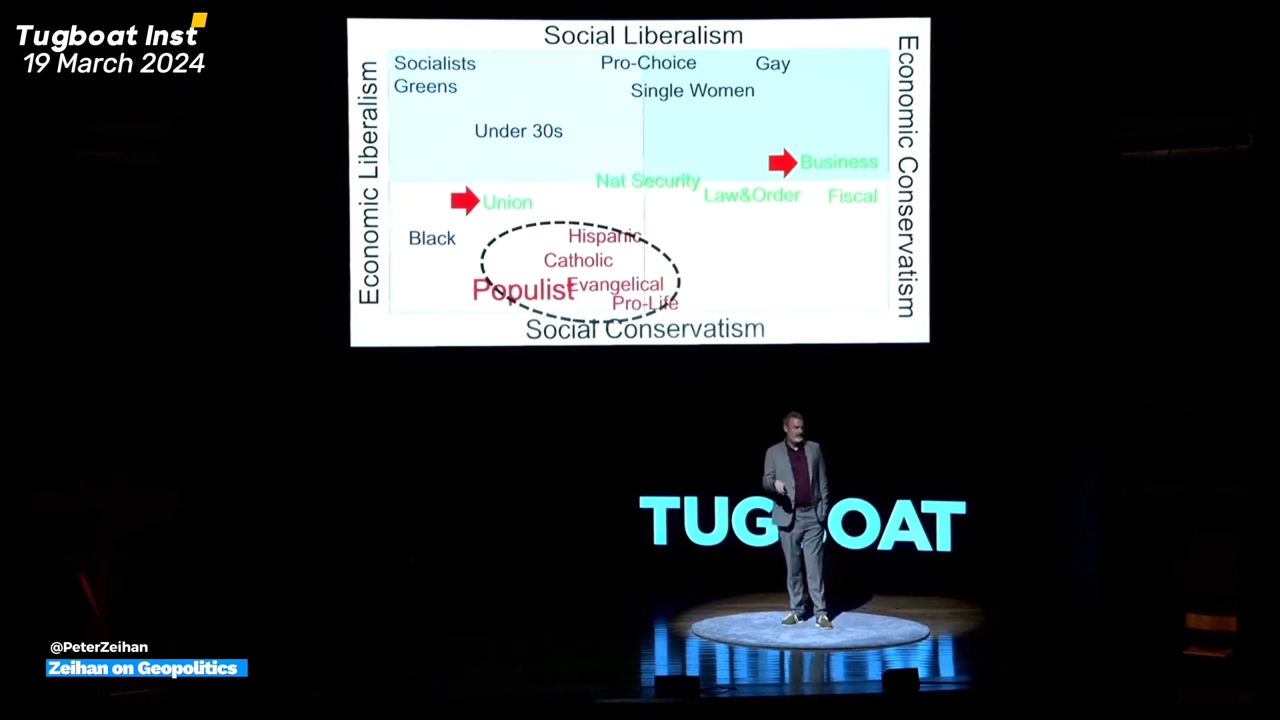 Tugboat Inst
19 March 2024
Social Liberalism
Economic Liberalism
Economic Conservatism
Socialists
Pro-Choice
Gay
Greens
Single Women
Under 30s
Business
Nat Security
Law&Order
Fiscal
Union
Black
Hispanic
Catholic
Evangelical
Populist
Pro-Life
Social Conservatism
TUG OAT
@PeterZeihan
Zeihan on Geopolitics